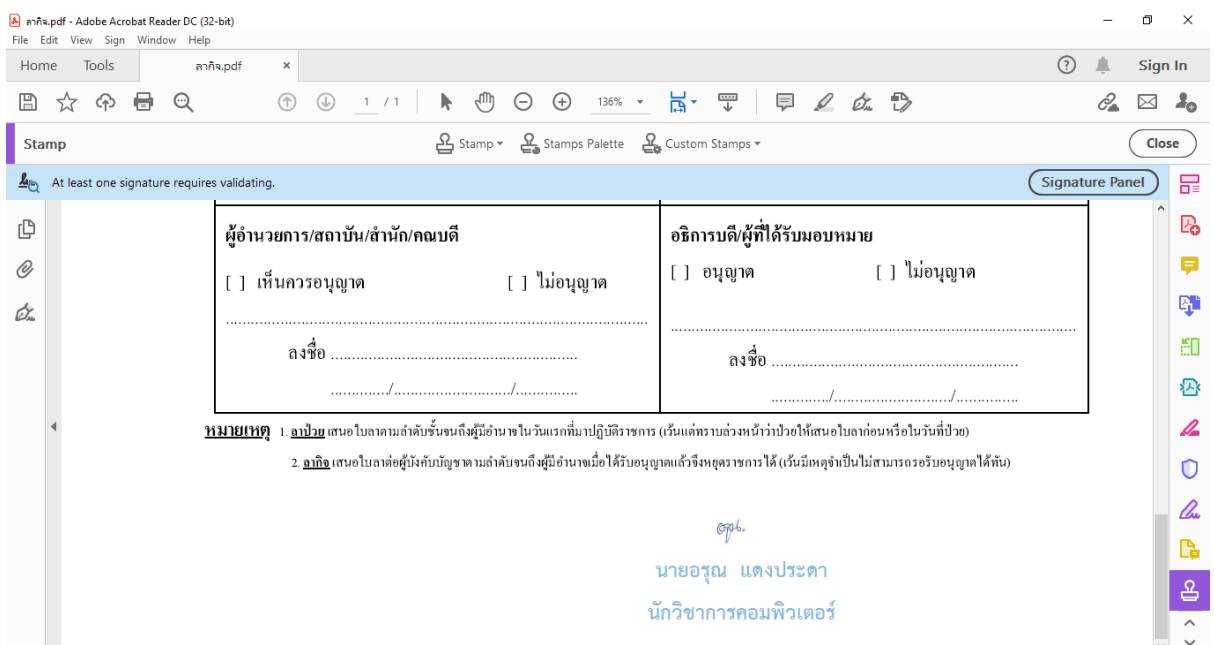 ลากิจ.pdf - Adobe Acrobat Reader DC (32-bit)
File Edit View Sign Window Help
Home Tools ลากิจ.pdf × Sign In
1 / 1 136%
Stamp Stamp Stamps Palette Custom Stamps Close
At least one signature requires validating. Signature Panel
ผู้อำนวยการ/สถาบัน/สำนัก/คณบดี
[ ] เห็นควรอนุญาต [ ] ไม่อนุญาต
ลงชื่อ ............................................................
............../............................/...............
อธิการบดี/ผู้ที่ได้รับมอบหมาย
[ ] อนุญาต [ ] ไม่อนุญาต
ลงชื่อ ............................................................
............../............................/...............
หมายเหตุ 1. ลาป่วย เสนอใบลาตามลำดับชั้นจนถึงผู้มีอำนาจในวันแรกที่มาปฏิบัติราชการ (เว้นแต่ทราบล่วงหน้าว่าป่วยให้เสนอใบลาก่อนหรือในวันที่ป่วย)
2. ลากิจ เสนอใบลาต่อผู้บังคับบัญชาตามลำดับจนถึงผู้มีอำนาจเมื่อได้รับอนุญาตแล้วจึงหยุดราชการได้ (เว้นมีเหตุจำเป็นไม่สามารถรอรับอนุญาตได้ทัน)
นายอรุณ แดงประดา
นักวิชาการคอมพิวเตอร์